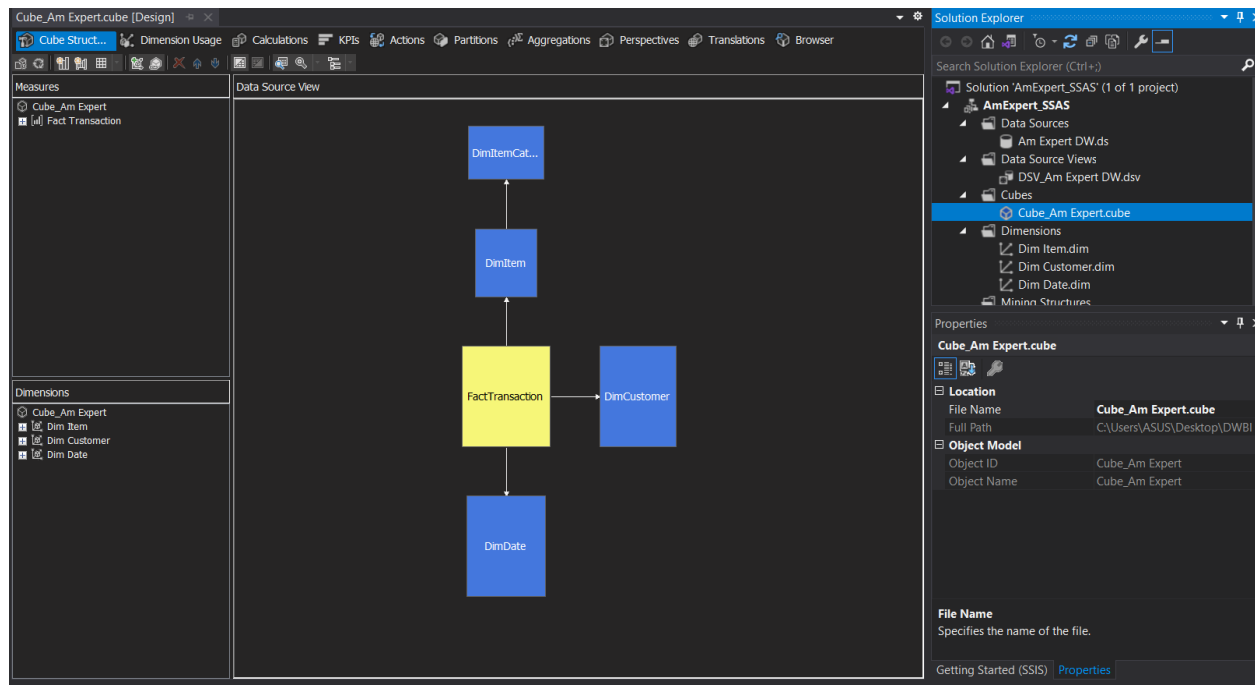 Cube_Am Expert.cube [Design]
Cube Struct... Dimension Usage Calculations KPIs Actions Partitions Aggregations Perspectives Translations Browser
Measures
Cube_Am Expert
Fact Transaction
Dimensions
Cube_Am Expert
Dim Item
Dim Customer
Dim Date
Data Source View
DimItemCat...
DimItem
FactTransaction
DimCustomer
DimDate
Solution Explorer
Search Solution Explorer (Ctrl+;)
Solution 'AmExpert_SSAS' (1 of 1 project)
AmExpert_SSAS
Data Sources
Am Expert DW.ds
Data Source Views
DSV_Am Expert DW.dsv
Cubes
Cube_Am Expert.cube
Dimensions
Dim Item.dim
Dim Customer.dim
Dim Date.dim
Mining Structures
Properties
Cube_Am Expert.cube
Location
File Name Cube_Am Expert.cube
Full Path C:\Users\ASUS\Desktop\DWBI
Object Model
Object ID Cube_Am Expert
Object Name Cube_Am Expert
File Name
Specifies the name of the file.
Getting Started (SSIS) Properties